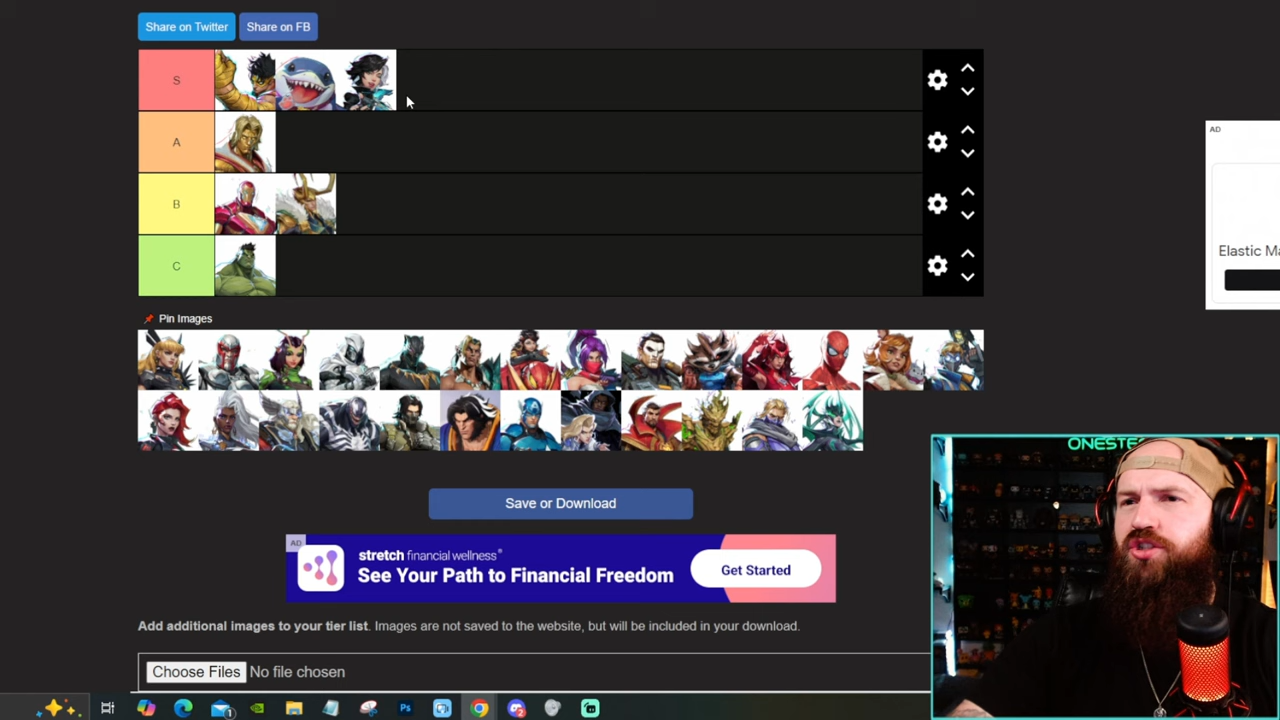 Share on Twitter
Share on FB
S
AD
A
B
Elastic Ma
C
Pin Images
ONESTE
Save or Download
AD
stretch financial wellness®
See Your Path to Financial Freedom
Get Started
Add additional images to your tier list. Images are not saved to the website, but will be included in your download.
Choose Files No file chosen
1
Ps